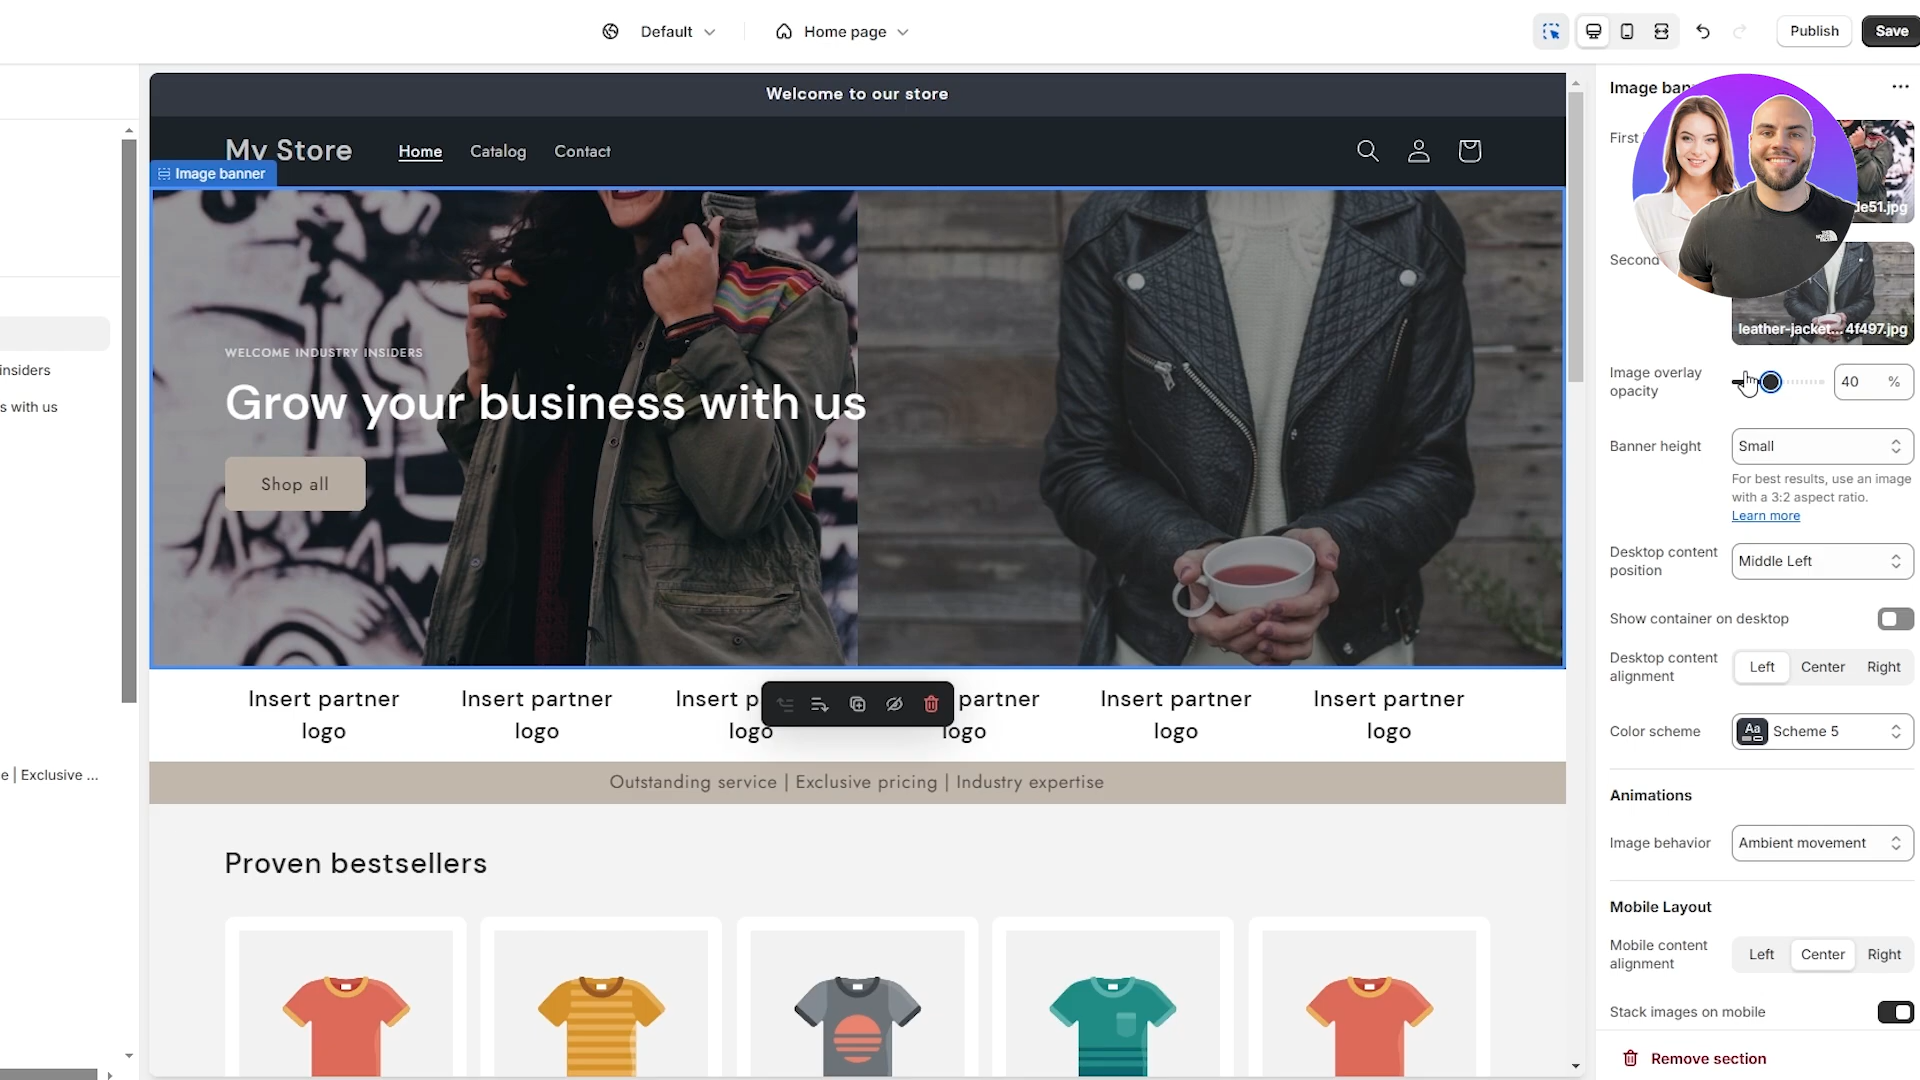 Default
Home page
Publish
Save
Welcome to our store
My Store
Home
Catalog
Contact
Image banner
WELCOME INDUSTRY INSIDERS
Grow your business with us
Shop all
Insert partner
logo
Insert partner
logo
Insert p
logo
partner
logo
Insert partner
logo
Insert partner
logo
Outstanding service | Exclusive pricing | Industry expertise
Proven bestsellers
insiders
s with us
e | Exclusive ...
Image ban
First
de51.jpg
Second
leather-jacket...4f497.jpg
Image overlay
opacity
40 %
Banner height
Small
For best results, use an image
with a 3:2 aspect ratio.
Learn more
Desktop content
position
Middle Left
Show container on desktop
Desktop content
alignment
Left
Center
Right
Color scheme
Aa
Scheme 5
Animations
Image behavior
Ambient movement
Mobile Layout
Mobile content
alignment
Left
Center
Right
Stack images on mobile
Remove section